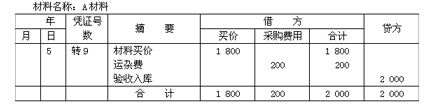 材料名称：A材料
年 凭证号数 摘 要 借 方 贷方
月 日 买价 采购费用 合计
5 转9 材料买价 1 800 1 800
运杂费 200 200
验收入库 2 000
合 计 1 800 200 2 000 2 000